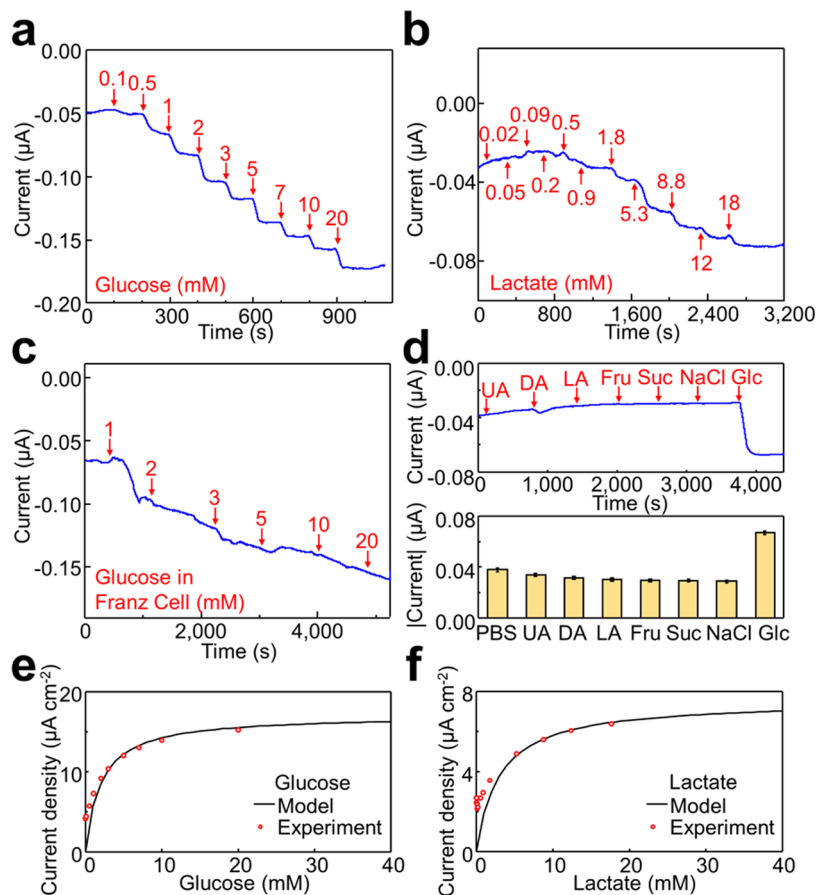 a
0.00
-0.05
-0.10
-0.15
-0.20
Current (µA)
0.1
0.5
1
2
3
5
7
10
20
Glucose (mM)
0
300
600
900
Time (s)
b
0.00
-0.04
-0.08
Current (µA)
0.02
0.05
0.09
0.2
0.5
0.9
1.8
5.3
8.8
12
18
Lactate (mM)
0
800
1,600
2,400
3,200
Time (s)
c
0.00
-0.05
-0.10
-0.15
Current (µA)
1
2
3
5
10
20
Glucose in
Franz Cell (mM)
0
2,000
4,000
Time (s)
d
0.00
-0.04
-0.08
Current (µA)
UA
DA
LA
Fru
Suc
NaCl
Glc
0
1,000
2,000
3,000
4,000
Time (s)
0.08
0.04
0.00
|Current| (µA)
PBS
UA
DA
LA
Fru
Suc
NaCl
Glc
e
20
10
0
Current density (µA cm⁻²)
Glucose
Model
Experiment
0
10
20
30
40
Glucose (mM)
f
8
4
0
Current density (µA cm⁻²)
Lactate
Model
Experiment
0
10
20
30
40
Lactate (mM)